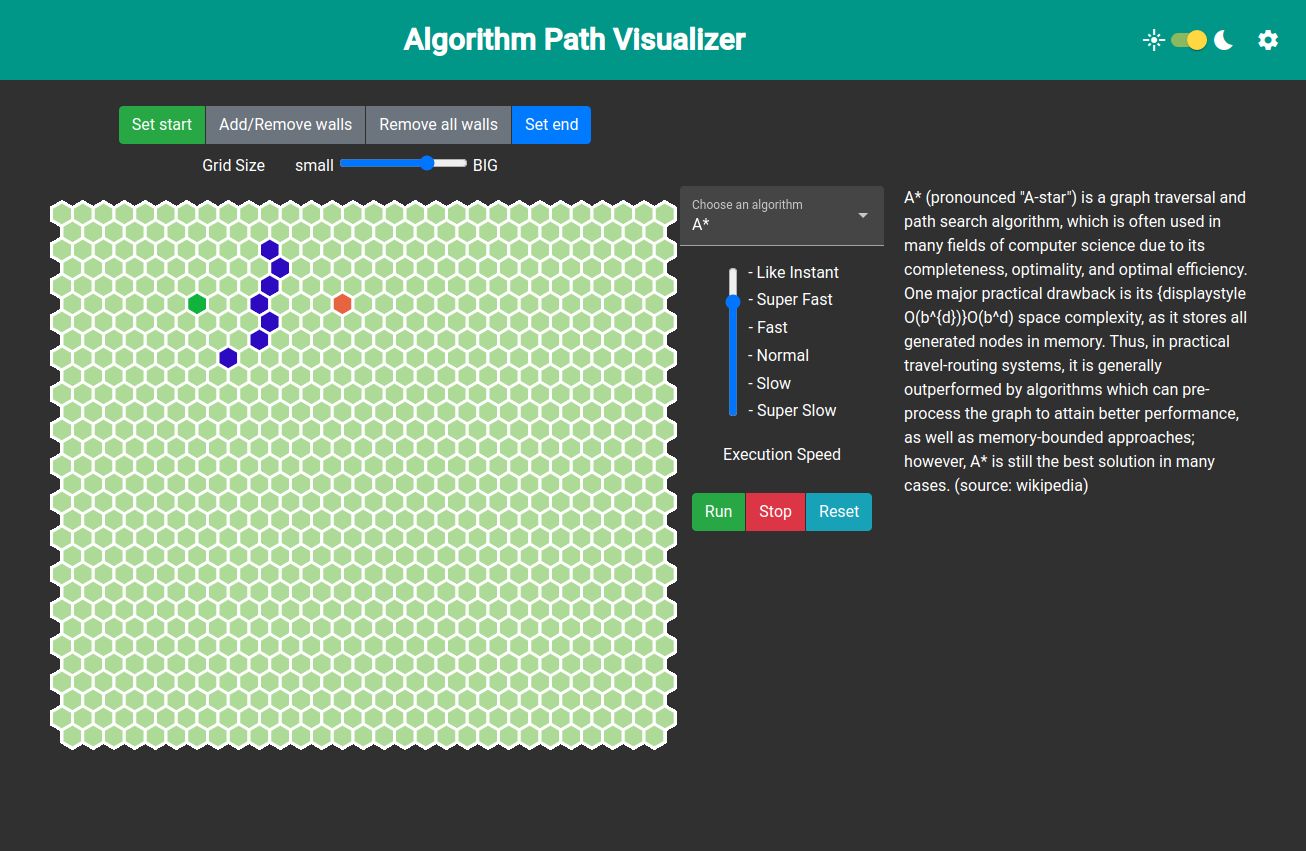 Algorithm Path Visualizer
Set start
Add/Remove walls
Remove all walls
Set end
Grid Size
small
BIG
Choose an algorithm
A*
- Like Instant
- Super Fast
- Fast
- Normal
- Slow
- Super Slow
Execution Speed
Run
Stop
Reset
A* (pronounced "A-star") is a graph traversal and
path search algorithm, which is often used in
many fields of computer science due to its
completeness, optimality, and optimal efficiency.
One major practical drawback is its {displaystyle
O(b^{d})}O(b^d) space complexity, as it stores all
generated nodes in memory. Thus, in practical
travel-routing systems, it is generally
outperformed by algorithms which can pre-
process the graph to attain better performance,
as well as memory-bounded approaches;
however, A* is still the best solution in many
cases. (source: wikipedia)